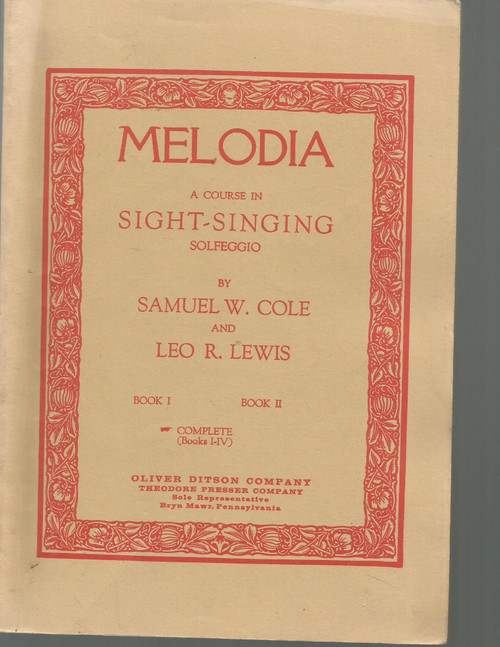 MELODIA
A COURSE IN
SIGHT-SINGING
SOLFEGGIO
BY
SAMUEL W. COLE
AND
LEO R. LEWIS
BOOK I BOOK II
COMPLETE
(Books I-IV)
OLIVER DITSON COMPANY
THEODORE PRESSER COMPANY
Sole Representative
Bryn Mawr, Pennsylvania